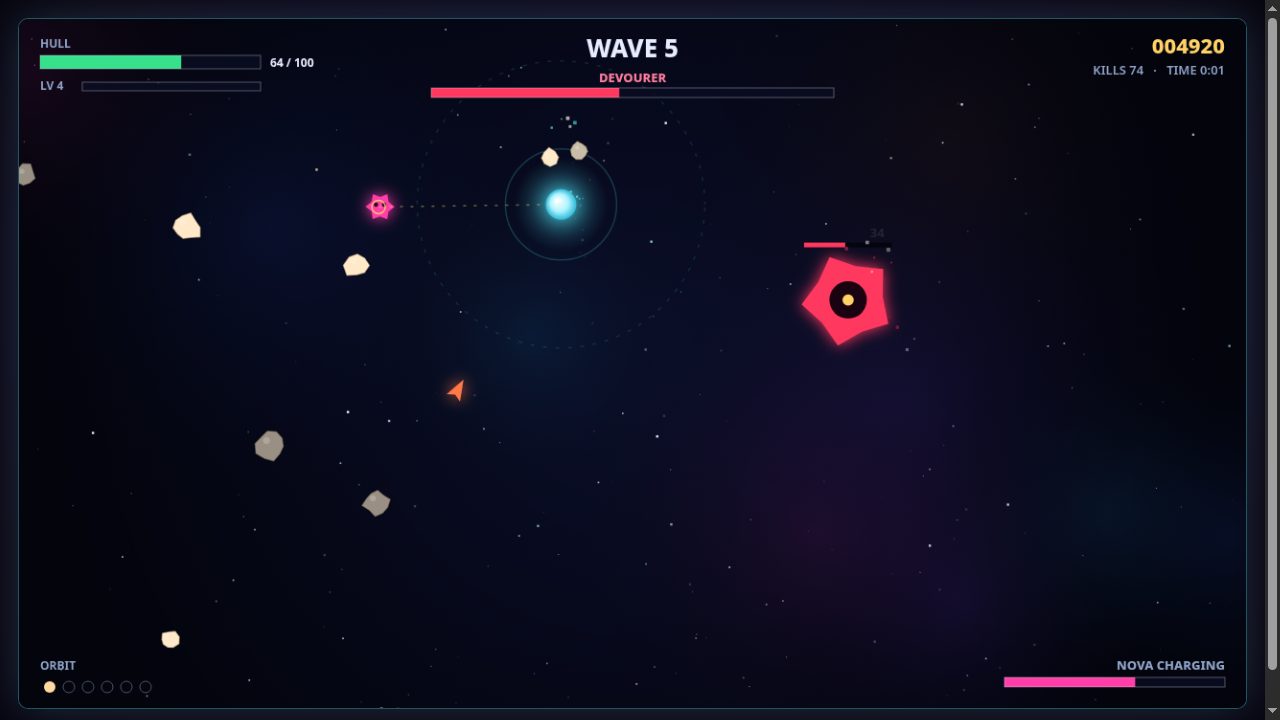 HULL
64 / 100
LV 4
WAVE 5
DEVOURER
004920
KILLS 74 · TIME 0:01
34
ORBIT
NOVA CHARGING